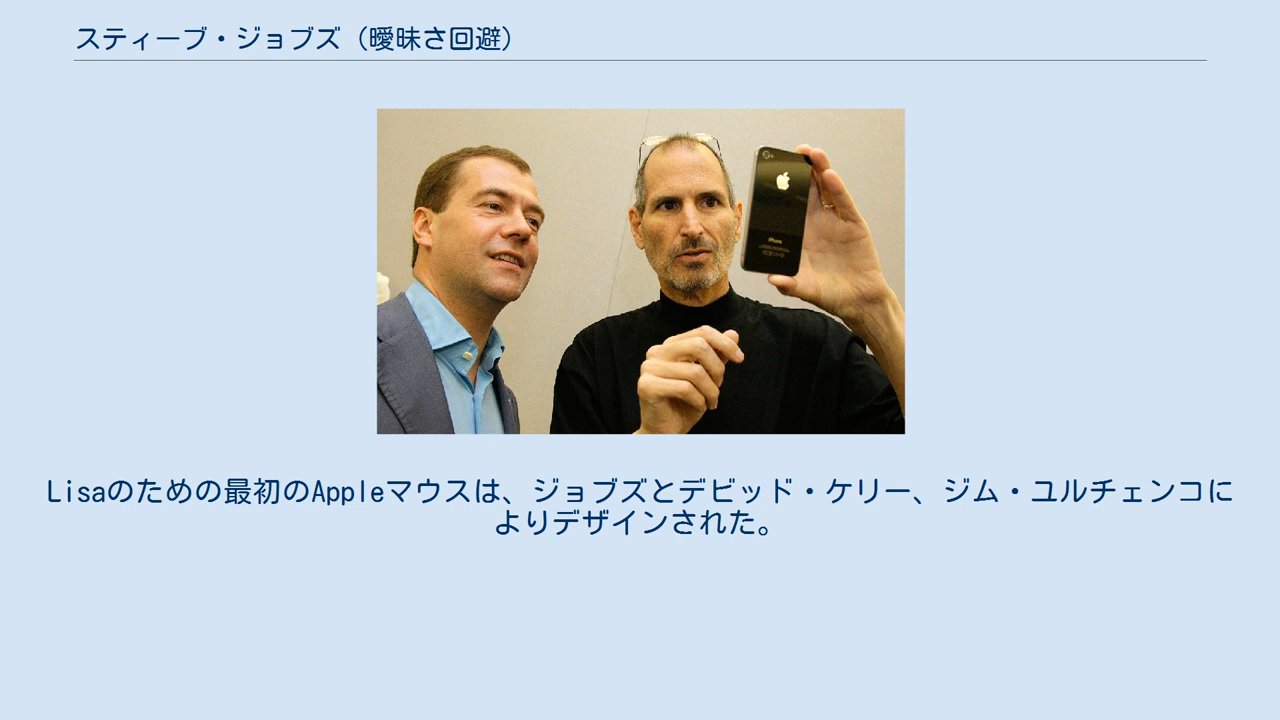 スティーブ・ジョブズ（曖昧さ回避）
iPhone
Lisaのための最初のAppleマウスは、ジョブズとデビッド・ケリー、ジム・ユルチェンコに
よりデザインされた。